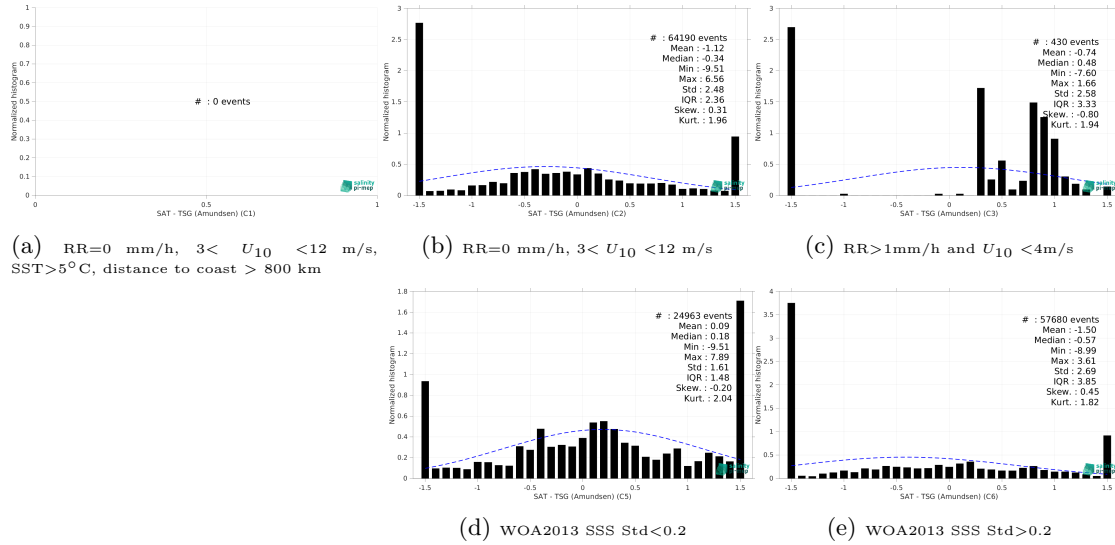 1
0.9
0.8
0.7
0.6
0.5
0.4
0.3
0.2
0.1
0
Normalized histogram
# : 0 events
0
0.5
1
SAT - TSG (Amundsen) (C1)
salinity
pi-mep
(a) RR=0 mm/h, 3< U10 <12 m/s,
SST>5°C, distance to coast > 800 km
3
2.5
2
1.5
1
0.5
0
Normalized histogram
# : 64190 events
Mean : -1.12
Median : -0.34
Min : -9.51
Max : 6.56
Std : 2.48
IQR : 2.36
Skew. : 0.31
Kurt. : 1.96
-1.5
-1
-0.5
0
0.5
1
1.5
SAT - TSG (Amundsen) (C2)
salinity
pi-mep
(b) RR=0 mm/h, 3< U10 <12 m/s
3
2.5
2
1.5
1
0.5
0
Normalized histogram
# : 430 events
Mean : -0.74
Median : 0.48
Min : -7.60
Max : 1.66
Std : 2.58
IQR : 3.33
Skew. : -0.80
Kurt. : 1.94
-1.5
-1
-0.5
0
0.5
1
1.5
SAT - TSG (Amundsen) (C3)
salinity
pi-mep
(c) RR>1mm/h and U10 <4m/s
1.8
1.6
1.4
1.2
1
0.8
0.6
0.4
0.2
0
Normalized histogram
# : 24963 events
Mean : 0.09
Median : 0.18
Min : -9.51
Max : 7.89
Std : 1.61
IQR : 1.48
Skew. : -0.20
Kurt. : 2.04
-1.5
-1
-0.5
0
0.5
1
1.5
SAT - TSG (Amundsen) (C5)
salinity
pi-mep
(d) WOA2013 SSS Std<0.2
4
3.5
3
2.5
2
1.5
1
0.5
0
Normalized histogram
# : 57680 events
Mean : -1.50
Median : -0.57
Min : -8.99
Max : 3.61
Std : 2.69
IQR : 3.85
Skew. : 0.45
Kurt. : 1.82
-1.5
-1
-0.5
0
0.5
1
1.5
SAT - TSG (Amundsen) (C6)
salinity
pi-mep
(e) WOA2013 SSS Std>0.2